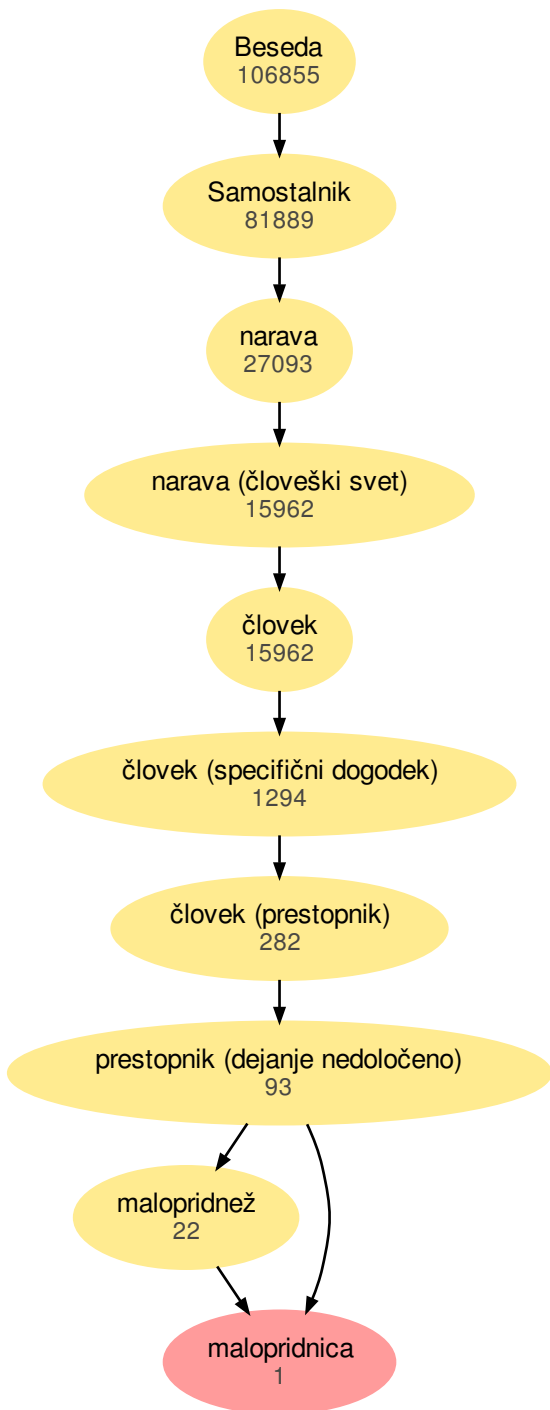 Beseda
106855
Samostalnik
81889
narava
27093
narava (človeški svet)
15962
človek
15962
človek (specifični dogodek)
1294
človek (prestopnik)
282
prestopnik (dejanje nedoločeno)
93
malopridnež
22
malopridnica
1